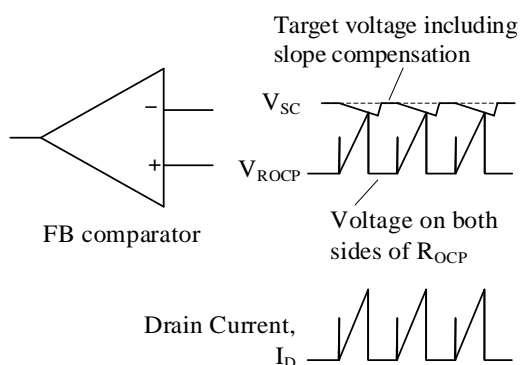 Target voltage including
slope compensation
−
V_SC
+
V_ROCP
FB comparator
Voltage on both
sides of R_OCP
Drain Current,
I_D